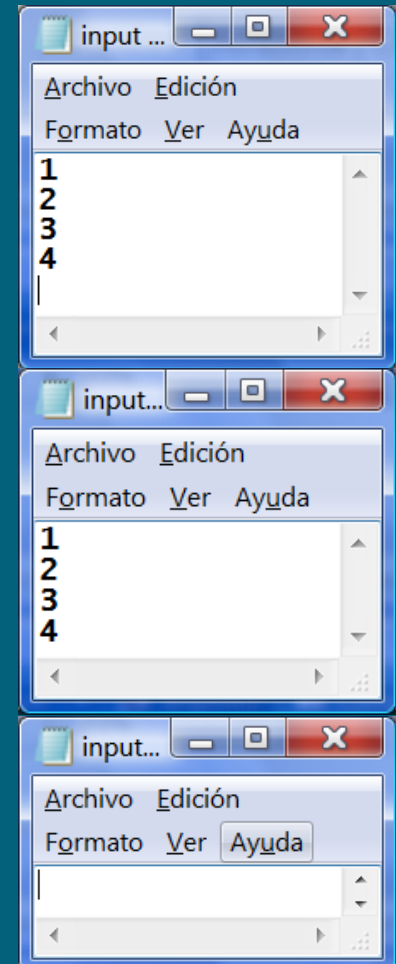 input ...
Archivo Edición
Formato Ver Ayuda
1
2
3
4
input...
Archivo Edición
Formato Ver Ayuda
1
2
3
4
input...
Archivo Edición
Formato Ver Ayuda